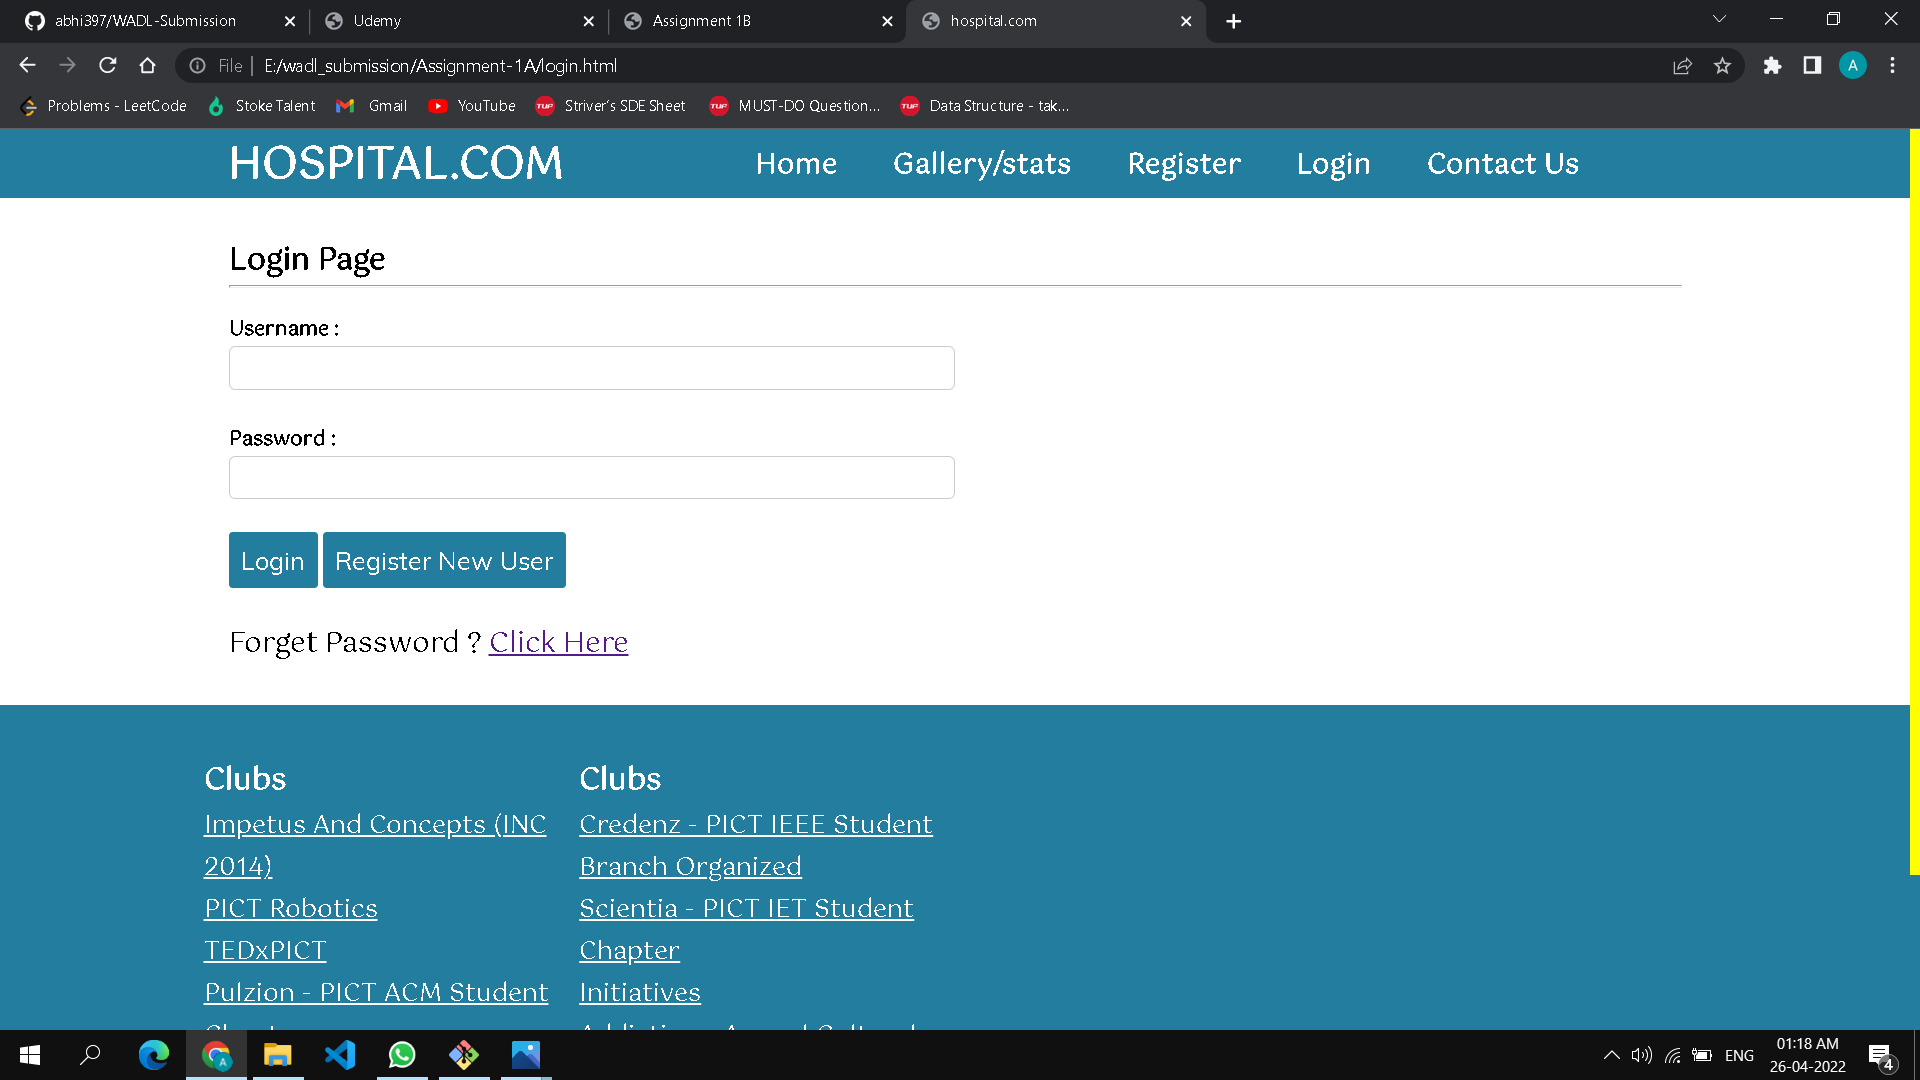 abhi397/WADL-Submission
Udemy
Assignment 1B
hospital.com
File | E:/wadl_submission/Assignment-1A/login.html
A
Problems - LeetCode
Stoke Talent
Gmail
YouTube
TUF Striver's SDE Sheet
TUF MUST-DO Question...
TUF Data Structure - tak...
HOSPITAL.COM
Home
Gallery/stats
Register
Login
Contact Us
Login Page
Username :
Password :
Login
Register New User
Forget Password ? Click Here
Clubs
Impetus And Concepts (INC
2014)
PICT Robotics
TEDxPICT
Pulzion - PICT ACM Student
Clubs
Credenz - PICT IEEE Student
Branch Organized
Scientia - PICT IET Student
Chapter
Initiatives
A
ENG
01:18 AM
26-04-2022
4